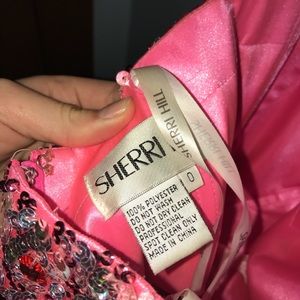 SHERRI HILL
SHERRI
0
100% POLYESTER
DO NOT WASH
DO NOT DRY CLEAN
PROFESSIONAL
SPOT CLEAN ONLY
MADE IN CHINA